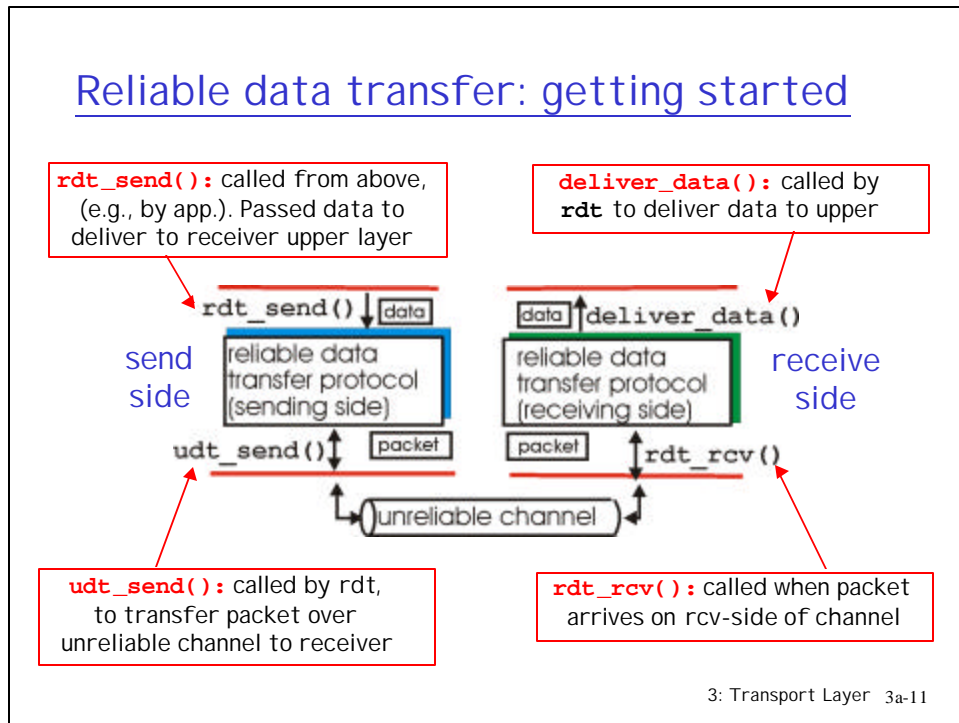 Reliable data transfer: getting started
rdt_send(): called from above,
(e.g., by app.). Passed data to
deliver to receiver upper layer
deliver_data(): called by
rdt to deliver data to upper
rdt_send()
data
data
deliver_data()
send
side
reliable data
transfer protocol
(sending side)
reliable data
transfer protocol
(receiving side)
receive
side
udt_send()
packet
packet
rdt_rcv()
unreliable channel
udt_send(): called by rdt,
to transfer packet over
unreliable channel to receiver
rdt_rcv(): called when packet
arrives on rcv-side of channel
3: Transport Layer 3a-11